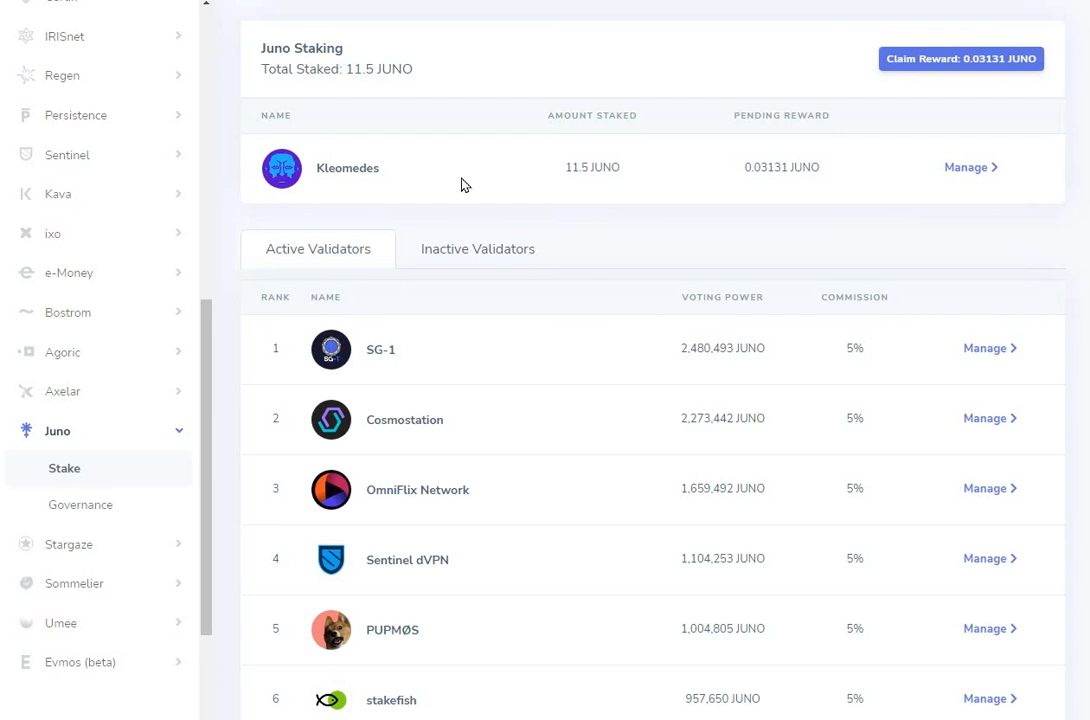 IRISnet
Regen
Persistence
Sentinel
Kava
ixo
e-Money
Bostrom
Agoric
Axelar
Juno
Stake
Governance
Stargaze
Sommelier
Umee
Evmos (beta)
Juno Staking
Total Staked: 11.5 JUNO
Claim Reward: 0.03131 JUNO
NAME AMOUNT STAKED PENDING REWARD
Kleomedes 11.5 JUNO 0.03131 JUNO Manage
Active Validators Inactive Validators
RANK NAME VOTING POWER COMMISSION
1 SG-1 2,480,493 JUNO 5% Manage
2 Cosmostation 2,273,442 JUNO 5% Manage
3 OmniFlix Network 1,659,492 JUNO 5% Manage
4 Sentinel dVPN 1,104,253 JUNO 5% Manage
5 PUPMØS 1,004,805 JUNO 5% Manage
6 stakefish 957,650 JUNO 5% Manage